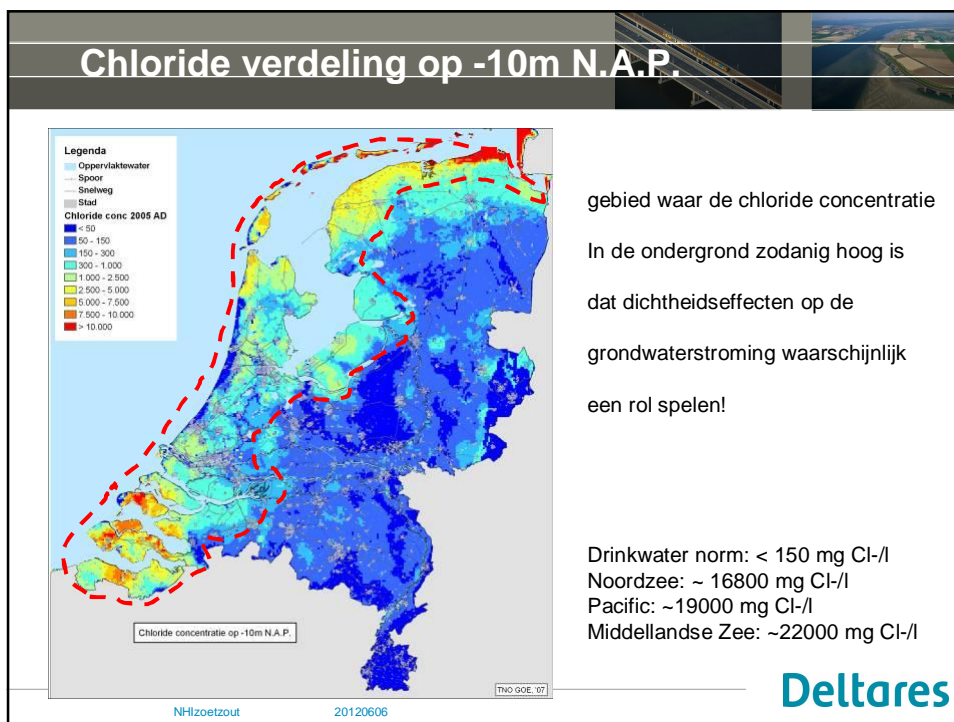 Chloride verdeling op -10m N.A.P.
Legenda
Oppervlaktewater
Spoor
Snelweg
Stad
Chloride conc 2005 AD
< 50
50 - 150
150 - 300
300 - 1.000
1.000 - 2.500
2.500 - 5.000
5.000 - 7.500
7.500 - 10.000
> 10.000
Chloride concentratie op -10m N.A.P.
TNO GOE, '07
gebied waar de chloride concentratie
In de ondergrond zodanig hoog is
dat dichtheidseffecten op de
grondwaterstroming waarschijnlijk
een rol spelen!
Drinkwater norm: < 150 mg Cl-/l
Noordzee: ~ 16800 mg Cl-/l
Pacific: ~19000 mg Cl-/l
Middellandse Zee: ~22000 mg Cl-/l
NHIzoetzout 20120606
Deltares